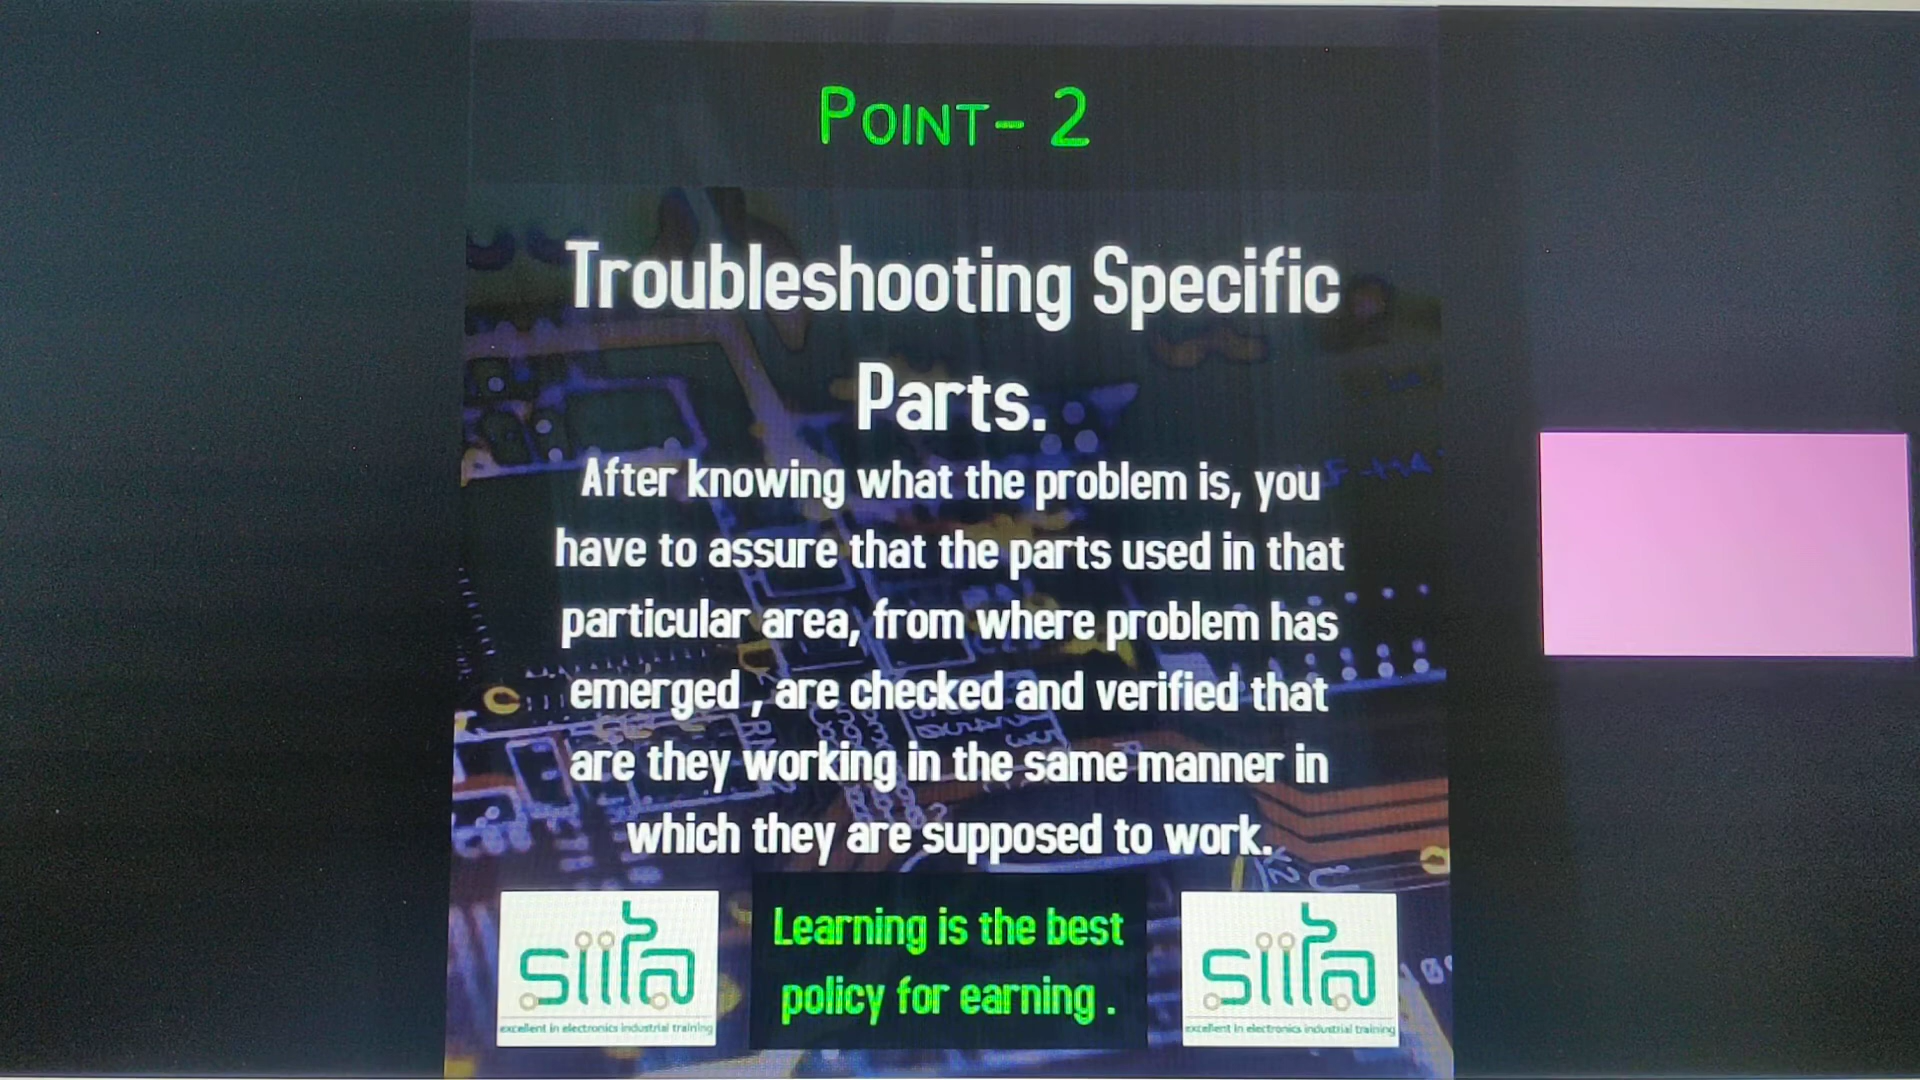 POINT- 2
Troubleshooting Specific
Parts.
After knowing what the problem is, you
have to assure that the parts used in that
particular area, from where problem has
emerged , are checked and verified that
are they working in the same manner in
which they are supposed to work.
Learning is the best
policy for earning .
siita
excellent in electronics industrial training
siita
excellent in electronics industrial training